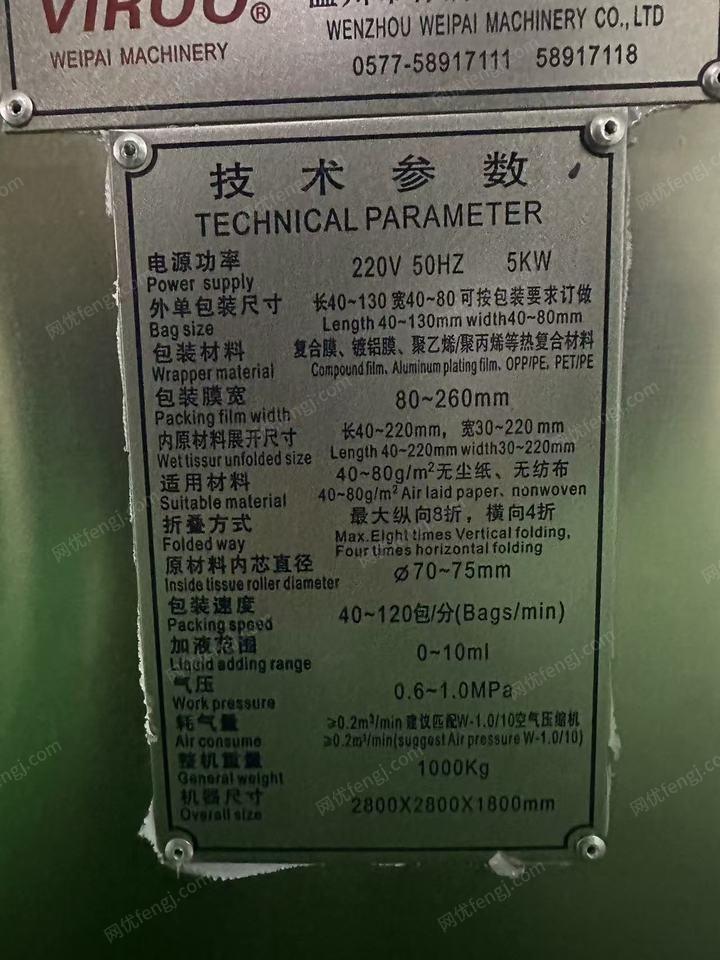 VIROO®
WEIPAI MACHINERY
WENZHOU WEIPAI MACHINERY CO.,LTD
0577-58917111 58917118
技术参数
TECHNICAL PARAMETER
电源功率 220V 50HZ 5KW
Power supply
外单包装尺寸 长40~130 宽40~80 可按包装要求订做
Bag size Length 40~130mm width40~80mm
包装材料 复合膜、镀铝膜、聚乙烯/聚丙烯等热复合材料
Wrapper material Compound film, Aluminum plating film, OPP/PE, PET/PE
包装膜宽 80~260mm
Packing film width
内原材料展开尺寸 长40~220mm, 宽30~220 mm
Wet tissur unfolded size Length 40~220mm width30~220mm
适用材料 40~80g/m²无尘纸、无纺布
Suitable material 40~80g/m² Air laid paper、nonwoven
折叠方式 最大纵向8折，横向4折
Folded way Max.Eight times Vertical folding,
Four times horizontal folding
原材料内芯直径 Ø70~75mm
Inside tissue roller diameter
包装速度 40~120包/分(Bags/min)
Packing speed
加液范围 0~10ml
Liquid adding range
气压 0.6~1.0MPa
Work pressure
耗气量 ≥0.2m³/min 建议匹配W-1.0/10空气压缩机
Air consume ≥0.2m³/min(suggest Air pressure W-1.0/10)
整机重量 1000Kg
General weight
机器尺寸 2800X2800X1800mm
Overall size
网优fengj.com